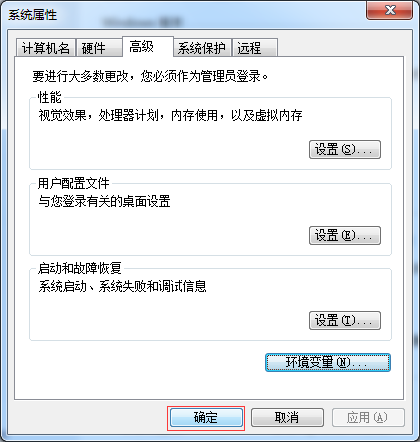 系统属性
计算机名 硬件 高级 系统保护 远程
要进行大多数更改，您必须作为管理员登录。
性能
视觉效果，处理器计划，内存使用，以及虚拟内存
设置(S)...
用户配置文件
与您登录有关的桌面设置
设置(E)...
启动和故障恢复
系统启动、系统失败和调试信息
设置(T)...
环境变量(N)...
确定 取消 应用(A)